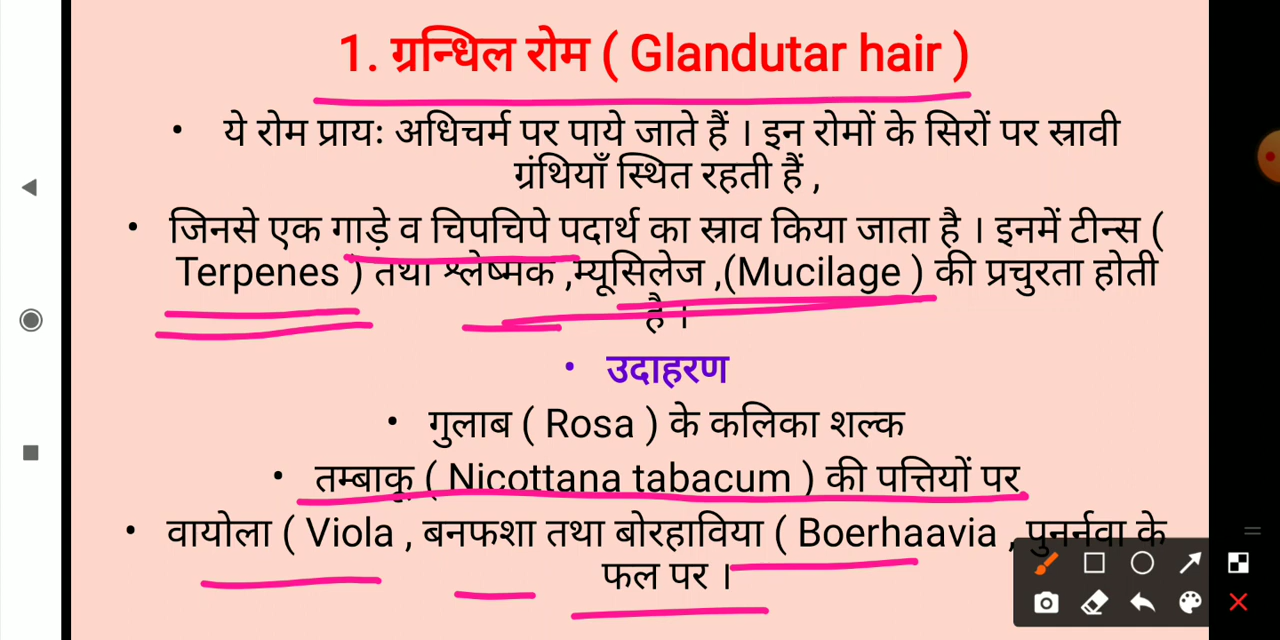 1. ग्रन्धिल रोम ( Glandutar hair )
• ये रोम प्रायः अधिचर्म पर पाये जाते हैं । इन रोमों के सिरों पर स्रावी
ग्रंथियाँ स्थित रहती हैं ,
• जिनसे एक गाड़े व चिपचिपे पदार्थ का स्राव किया जाता है । इनमें टीन्स (
Terpenes ) तथा श्लेष्मक ,म्यूसिलेज ,(Mucilage ) की प्रचुरता होती
है ।
• उदाहरण
• गुलाब ( Rosa ) के कलिका शल्क
• तम्बाकू ( Nicottana tabacum ) की पत्तियों पर
• वायोला ( Viola , बनफशा तथा बोरहाविया ( Boerhaavia , पुनर्नवा के
फल पर ।